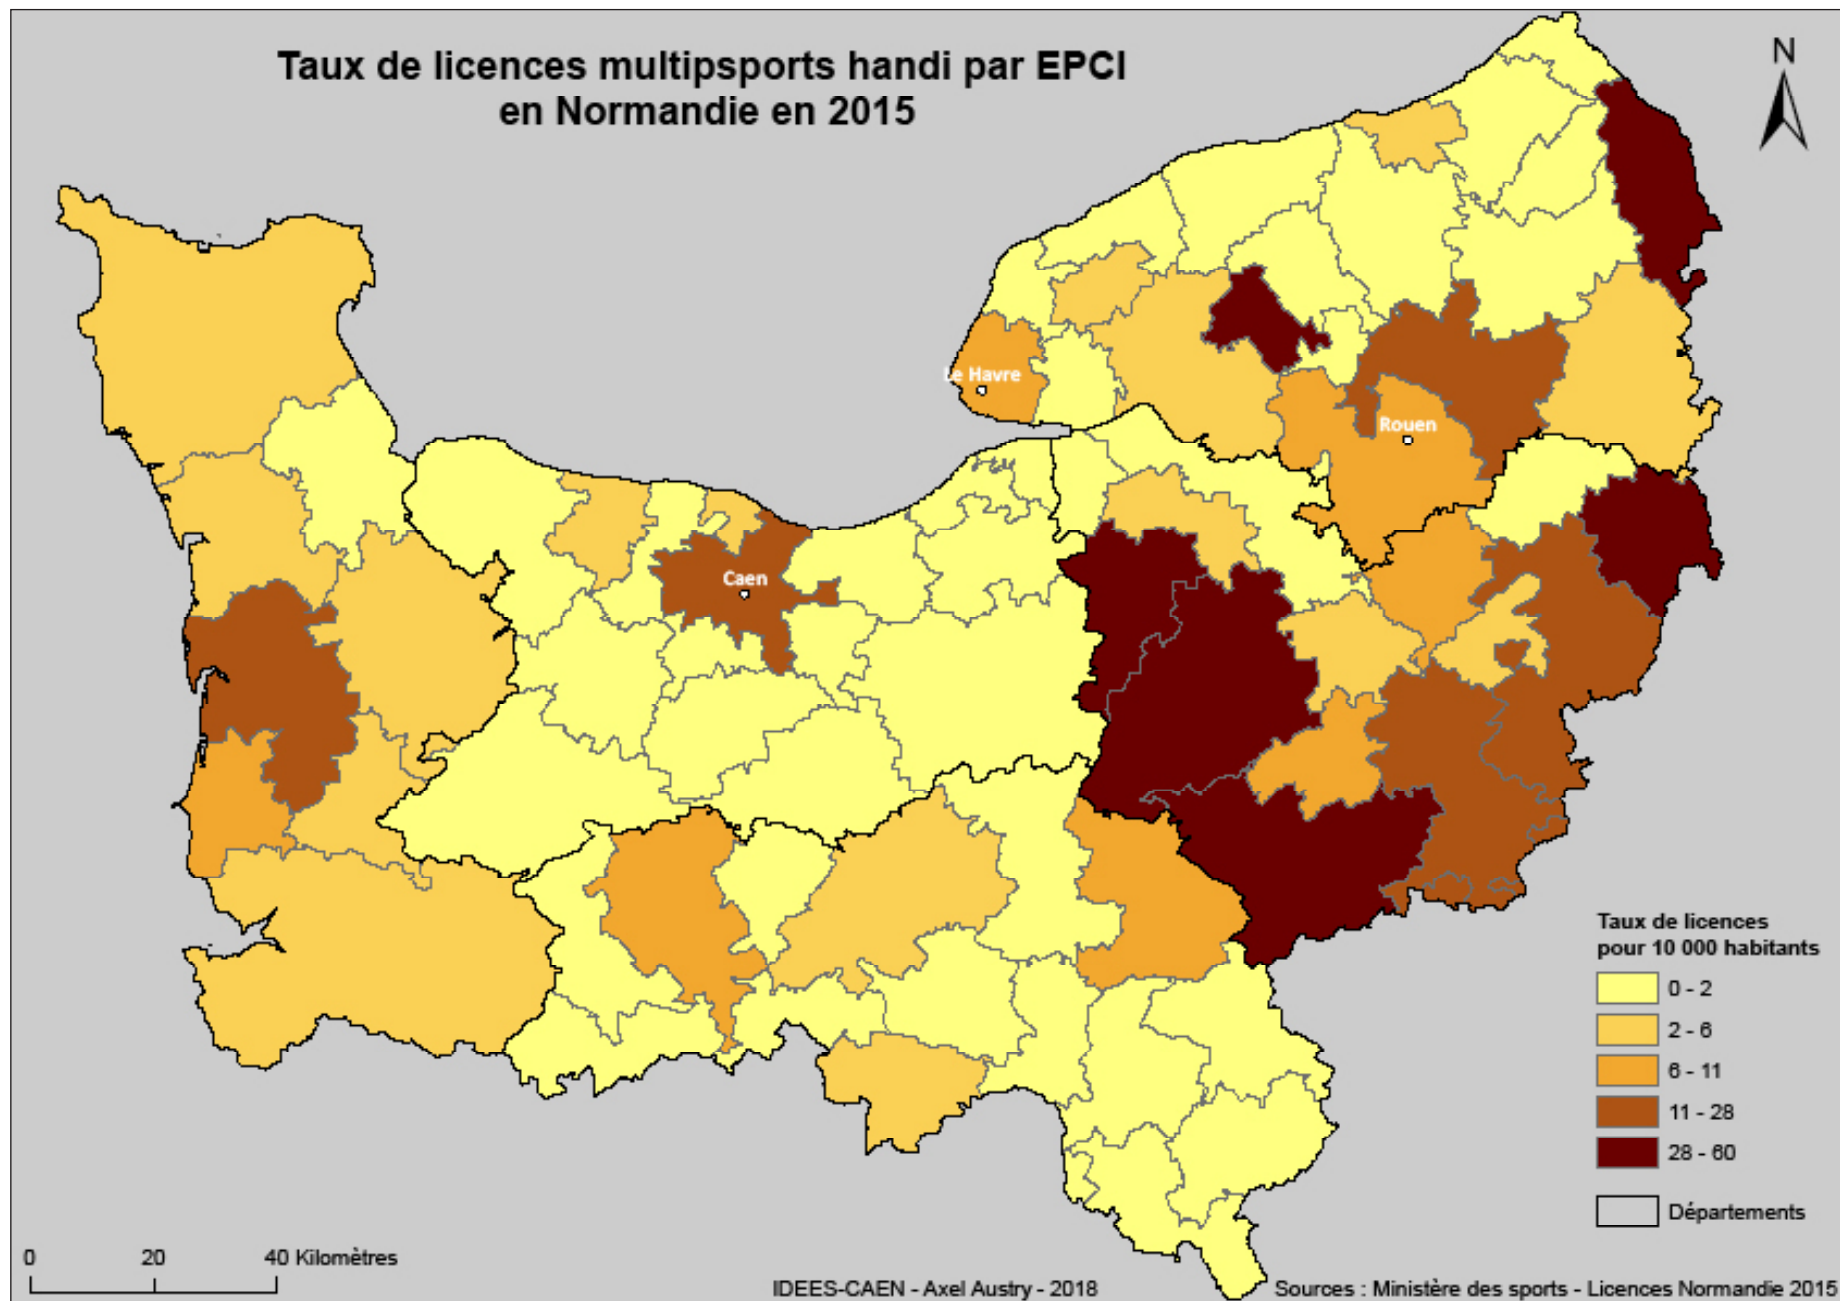 Taux de licences multipsports handi par EPCI
en Normandie en 2015
N
Le Havre
Rouen
Caen
Taux de licences
pour 10 000 habitants
0 - 2
2 - 6
6 - 11
11 - 28
28 - 60
Départements
0 20 40 Kilomètres
IDEES-CAEN - Axel Austry - 2018
Sources : Ministère des sports - Licences Normandie 2015